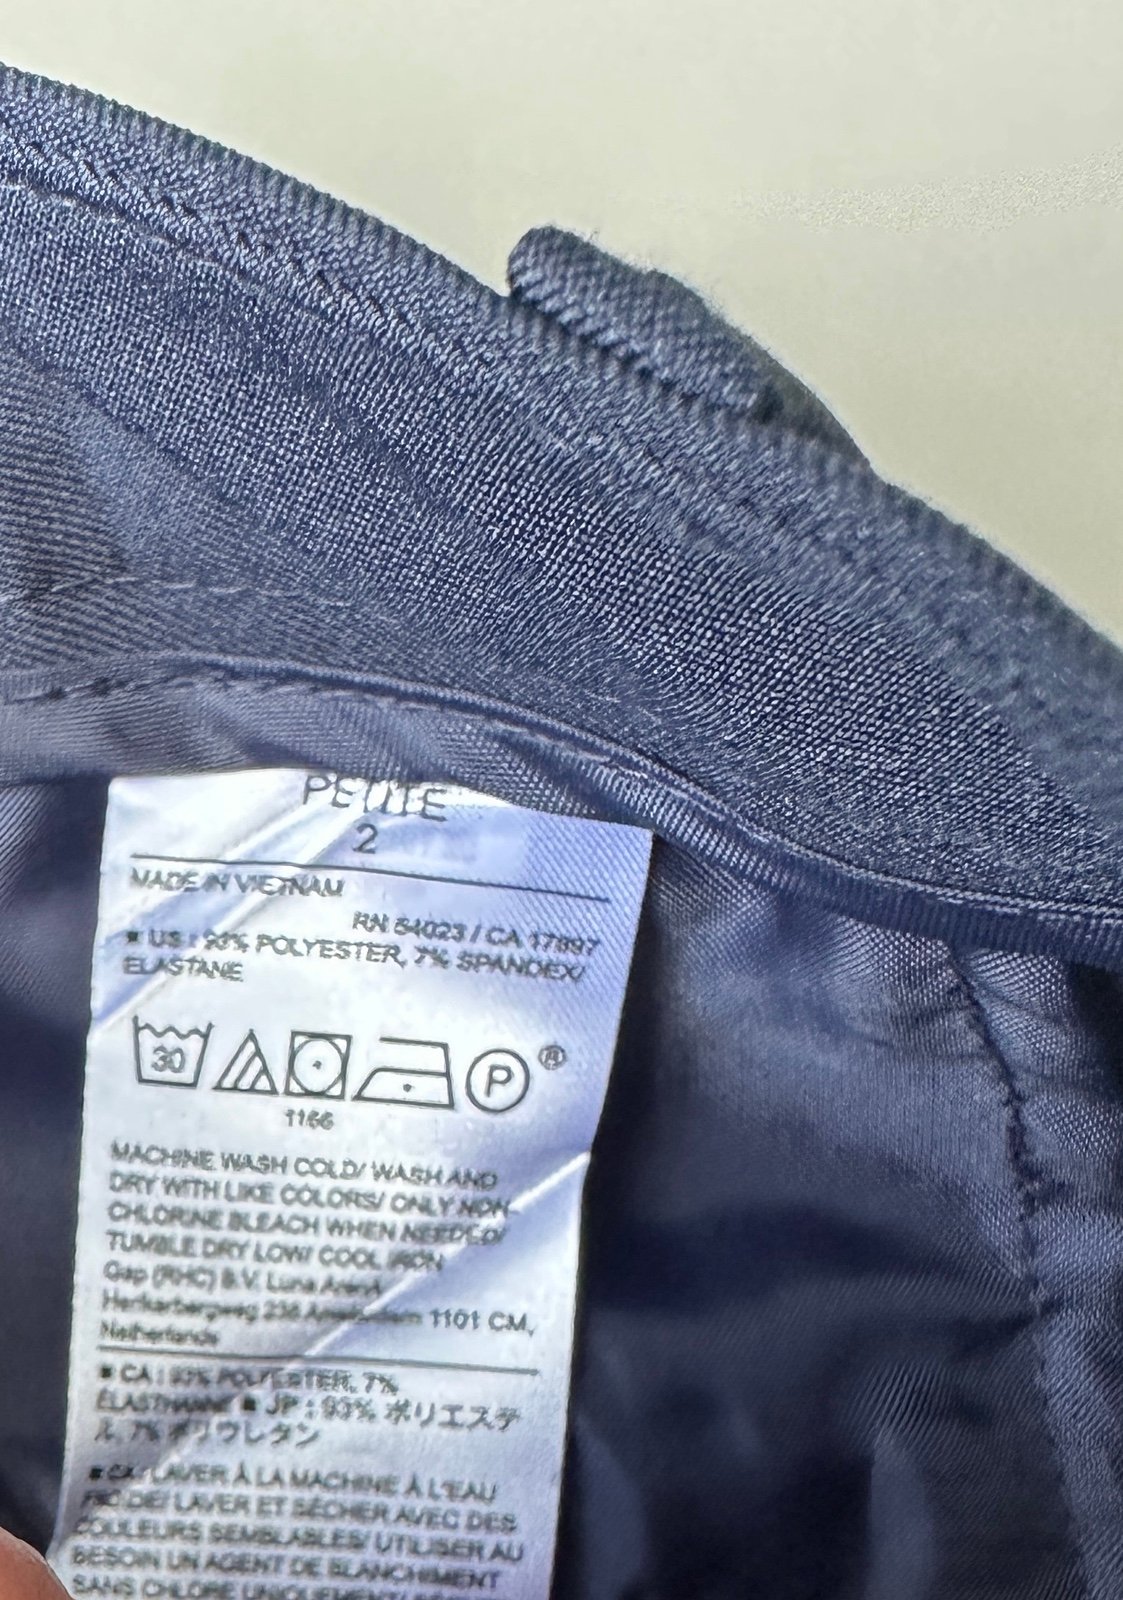 PETITE
2
MADE IN VIETNAM
RN 54023 / CA 17897
■ US : 93% POLYESTER, 7% SPANDEX/
ELASTANE
30
P
®
1166
MACHINE WASH COLD/ WASH AND
DRY WITH LIKE COLORS/ ONLY NON-
CHLORINE BLEACH WHEN NEEDED/
TUMBLE DRY LOW/ COOL IRON
Gap (RHC) B.V. Luna ArenA
Herikerbergweg 238 Amsterdam 1101 CM,
Netherlands
■ CA : 93% POLYESTER, 7%
ÉLASTHANNE ■ JP : 93% ポリエステ
ル, 7% ポリウレタン
■ CA: LAVER À LA MACHINE À L'EAU
FROIDE/ LAVER ET SÉCHER AVEC DES
COULEURS SEMBLABLES/ UTILISER AU
BESOIN UN AGENT DE BLANCHIMENT
SANS CHLORE UNIQUEMENT/